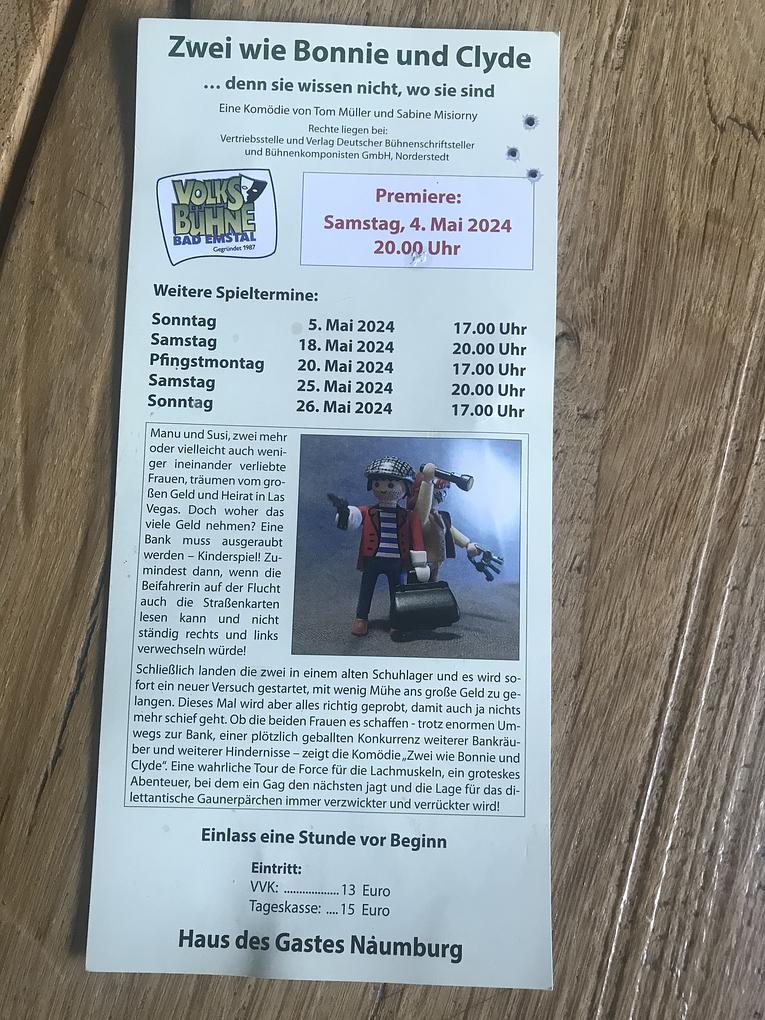 Zwei wie Bonnie und Clyde
... denn sie wissen nicht, wo sie sind
Eine Komödie von Tom Müller und Sabine Misiorny
Rechte liegen bei:
Vertriebsstelle und Verlag Deutscher Bühnenschriftsteller
und Bühnenkomponisten GmbH, Norderstedt
VOLKS
BÜHNE
BAD EMSTAL
Gegründet 1987
Premiere:
Samstag, 4. Mai 2024
20.00 Uhr
Weitere Spieltermine:
Sonntag 5. Mai 2024 17.00 Uhr
Samstag 18. Mai 2024 20.00 Uhr
Pfingstmontag 20. Mai 2024 17.00 Uhr
Samstag 25. Mai 2024 20.00 Uhr
Sonntag 26. Mai 2024 17.00 Uhr
Manu und Susi, zwei mehr
oder vielleicht auch weni-
ger ineinander verliebte
Frauen, träumen vom gro-
ßen Geld und Heirat in Las
Vegas. Doch woher das
viele Geld nehmen? Eine
Bank muss ausgeraubt
werden – Kinderspiel! Zu-
mindest dann, wenn die
Beifahrerin auf der Flucht
auch die Straßenkarten
lesen kann und nicht
ständig rechts und links
verwechseln würde!
Schließlich landen die zwei in einem alten Schuhlager und es wird so-
fort ein neuer Versuch gestartet, mit wenig Mühe ans große Geld zu ge-
langen. Dieses Mal wird aber alles richtig geprobt, damit auch ja nichts
mehr schief geht. Ob die beiden Frauen es schaffen - trotz enormen Um-
wegs zur Bank, einer plötzlich geballten Konkurrenz weiterer Bankräu-
ber und weiterer Hindernisse – zeigt die Komödie „Zwei wie Bonnie und
Clyde“. Eine wahrliche Tour de Force für die Lachmuskeln, ein groteskes
Abenteuer, bei dem ein Gag den nächsten jagt und die Lage für das di-
lettantische Gaunerpärchen immer verzwickter und verrückter wird!
Einlass eine Stunde vor Beginn
Eintritt:
VVK: ...................13 Euro
Tageskasse: ....15 Euro
Haus des Gastes Naumburg